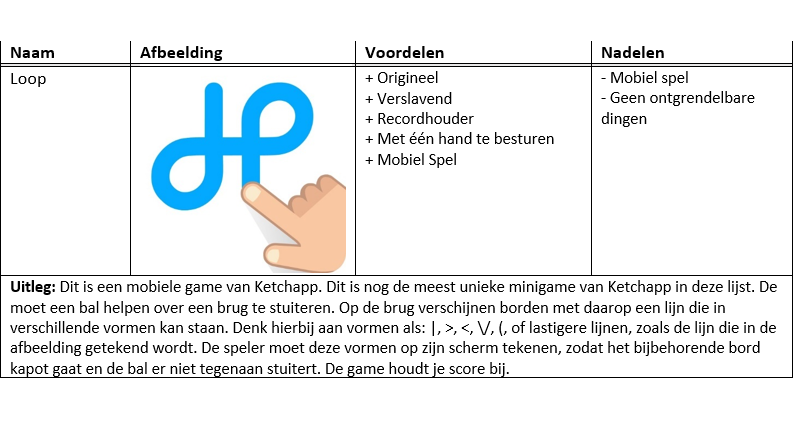 Naam Afbeelding Voordelen Nadelen
Loop
+ Origineel
+ Verslavend
+ Recordhouder
+ Met één hand te besturen
+ Mobiel Spel
- Mobiel spel
- Geen ontgrendelbare
dingen
Uitleg: Dit is een mobiele game van Ketchapp. Dit is nog de meest unieke minigame van Ketchapp in deze lijst. De
moet een bal helpen over een brug te stuiteren. Op de brug verschijnen borden met daarop een lijn die in
verschillende vormen kan staan. Denk hierbij aan vormen als: |, >, <, \/, (, of lastigere lijnen, zoals de lijn die in de
afbeelding getekend wordt. De speler moet deze vormen op zijn scherm tekenen, zodat het bijbehorende bord
kapot gaat en de bal er niet tegenaan stuitert. De game houdt je score bij.